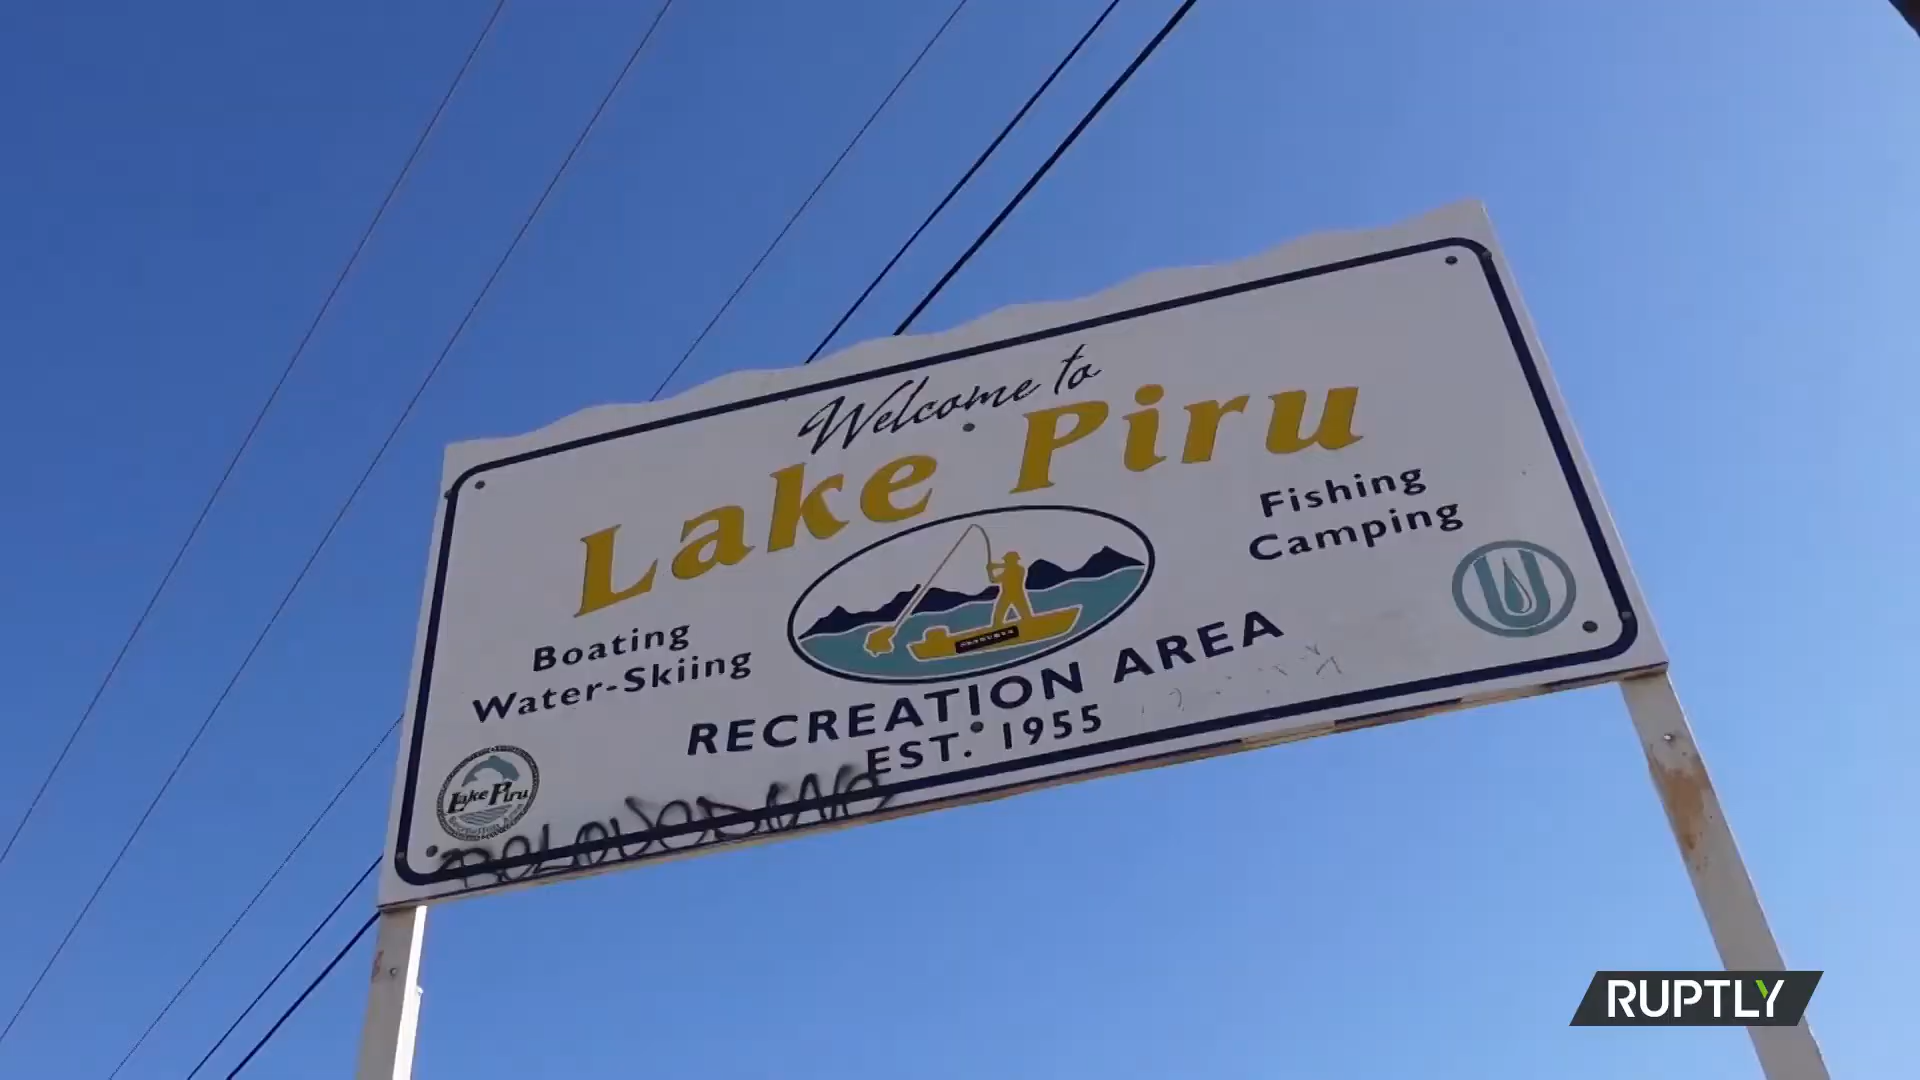 Welcome to
Lake Piru
Boating
Water-Skiing
Fishing
Camping
RECREATION AREA
EST. 1955
Lake Piru
RUPTLY